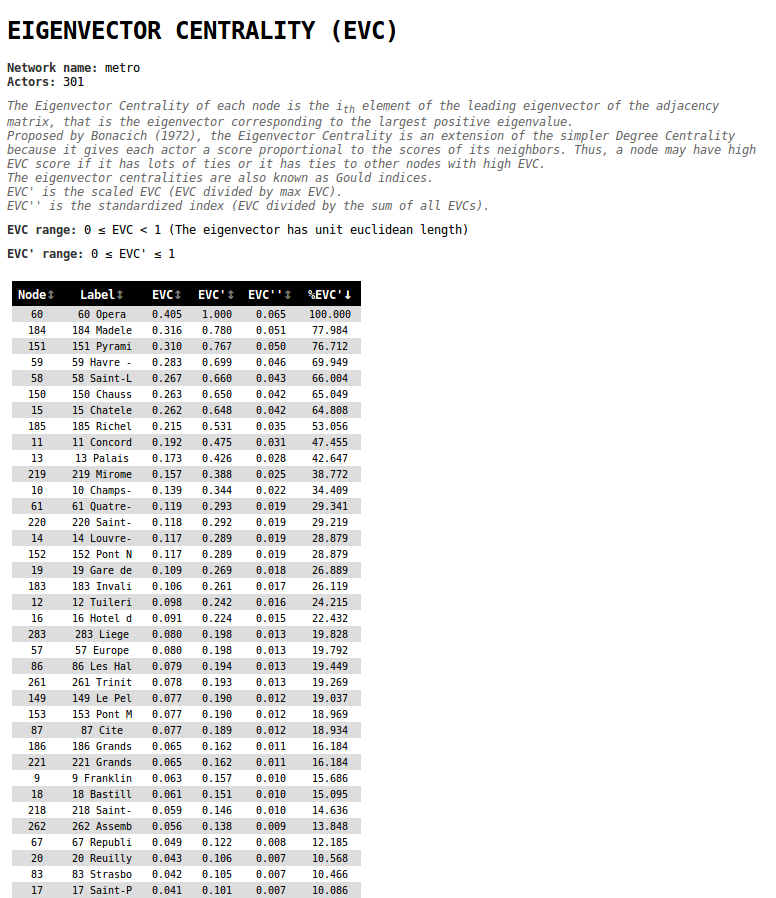 EIGENVECTOR CENTRALITY (EVC)
Network name: metro
Actors: 301
The Eigenvector Centrality of each node is the ith element of the leading eigenvector of the adjacency
matrix, that is the eigenvector corresponding to the largest positive eigenvalue.
Proposed by Bonacich (1972), the Eigenvector Centrality is an extension of the simpler Degree Centrality
because it gives each actor a score proportional to the scores of its neighbors. Thus, a node may have high
EVC score if it has lots of ties or it has ties to other nodes with high EVC.
The eigenvector centralities are also known as Gould indices.
EVC' is the scaled EVC (EVC divided by max EVC).
EVC'' is the standardized index (EVC divided by the sum of all EVCs).
EVC range: 0 ≤ EVC < 1 (The eigenvector has unit euclidean length)
EVC' range: 0 ≤ EVC' ≤ 1
Node↕ Label↕ EVC↕ EVC'↕ EVC''↕ %EVC'↓
60 60 Opera 0.405 1.000 0.065 100.000
184 184 Madele 0.316 0.780 0.051 77.984
151 151 Pyrami 0.310 0.767 0.050 76.712
59 59 Havre - 0.283 0.699 0.046 69.949
58 58 Saint-L 0.267 0.660 0.043 66.004
150 150 Chauss 0.263 0.650 0.042 65.049
15 15 Chatele 0.262 0.648 0.042 64.808
185 185 Richel 0.215 0.531 0.035 53.056
11 11 Concord 0.192 0.475 0.031 47.455
13 13 Palais 0.173 0.426 0.028 42.647
219 219 Mirome 0.157 0.388 0.025 38.772
10 10 Champs- 0.139 0.344 0.022 34.409
61 61 Quatre- 0.119 0.293 0.019 29.341
220 220 Saint- 0.118 0.292 0.019 29.219
14 14 Louvre- 0.117 0.289 0.019 28.879
152 152 Pont N 0.117 0.289 0.019 28.879
19 19 Gare de 0.109 0.269 0.018 26.889
183 183 Invali 0.106 0.261 0.017 26.119
12 12 Tuileri 0.098 0.242 0.016 24.215
16 16 Hotel d 0.091 0.224 0.015 22.432
283 283 Liege 0.080 0.198 0.013 19.828
57 57 Europe 0.080 0.198 0.013 19.792
86 86 Les Hal 0.079 0.194 0.013 19.449
261 261 Trinit 0.078 0.193 0.013 19.269
149 149 Le Pel 0.077 0.190 0.012 19.037
153 153 Pont M 0.077 0.190 0.012 18.969
87 87 Cite 0.077 0.189 0.012 18.934
186 186 Grands 0.065 0.162 0.011 16.184
221 221 Grands 0.065 0.162 0.011 16.184
9 9 Franklin 0.063 0.157 0.010 15.686
18 18 Bastill 0.061 0.151 0.010 15.095
218 218 Saint- 0.059 0.146 0.010 14.636
262 262 Assemb 0.056 0.138 0.009 13.848
67 67 Republi 0.049 0.122 0.008 12.185
20 20 Reuilly 0.043 0.106 0.007 10.568
83 83 Strasbo 0.042 0.105 0.007 10.466
17 17 Saint-P 0.041 0.101 0.007 10.086